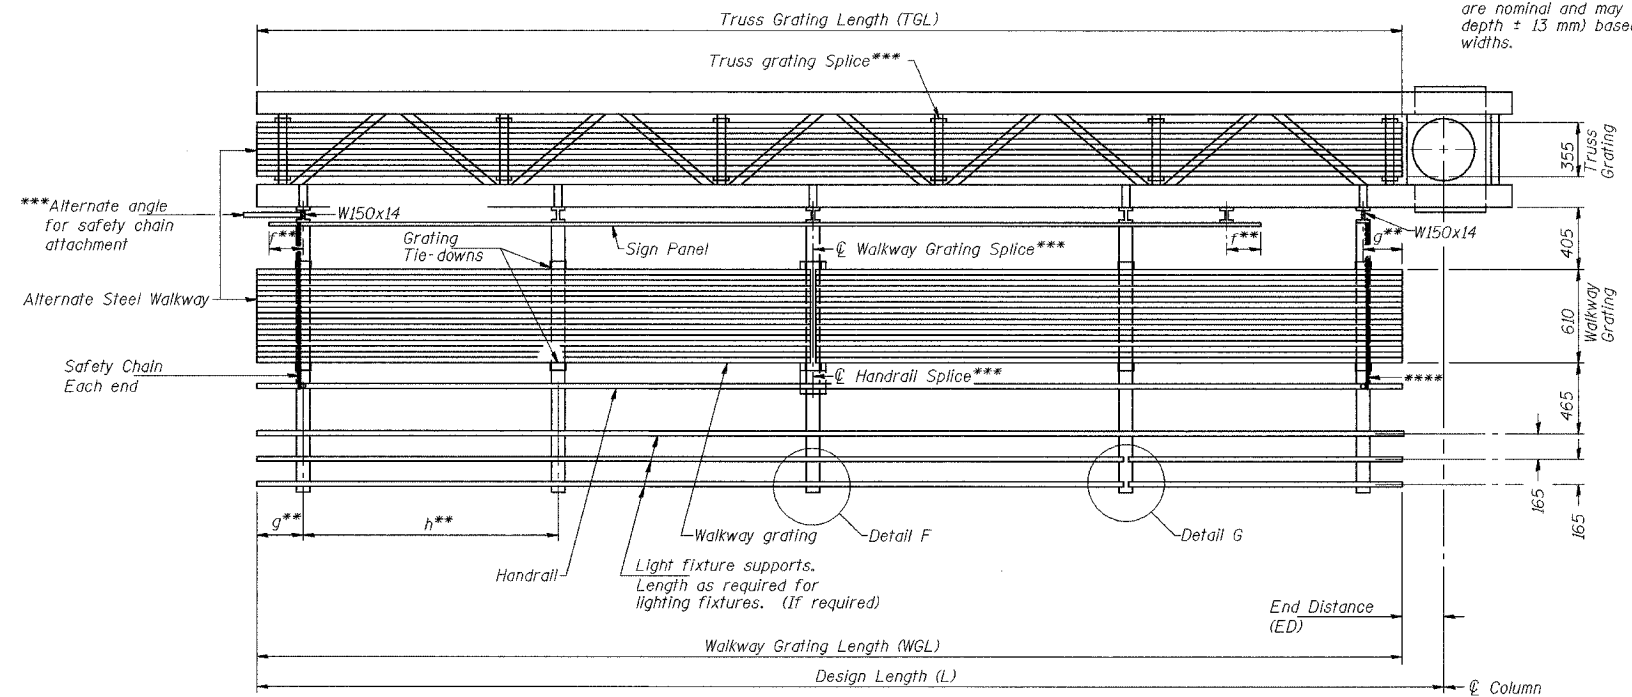 Truss Grating Length (TGL)
are nominal and may
depth ± 13 mm) based
widths.
Truss grating Splice***
355
Truss
Grating
***Alternate angle
for safety chain
attachment
W150x14
f**
Grating
Tie-downs
Sign Panel
℄ Walkway Grating Splice***
f**
g**
W150x14
405
Alternate Steel Walkway
610
Walkway
Grating
Safety Chain
Each end
℄ Handrail Splice***
****
465
165
165
g**
h**
Walkway grating
Detail F
Detail G
Handrail
Light fixture supports.
Length as required for
lighting fixtures. (If required)
End Distance
(ED)
Walkway Grating Length (WGL)
Design Length (L)
℄ Column